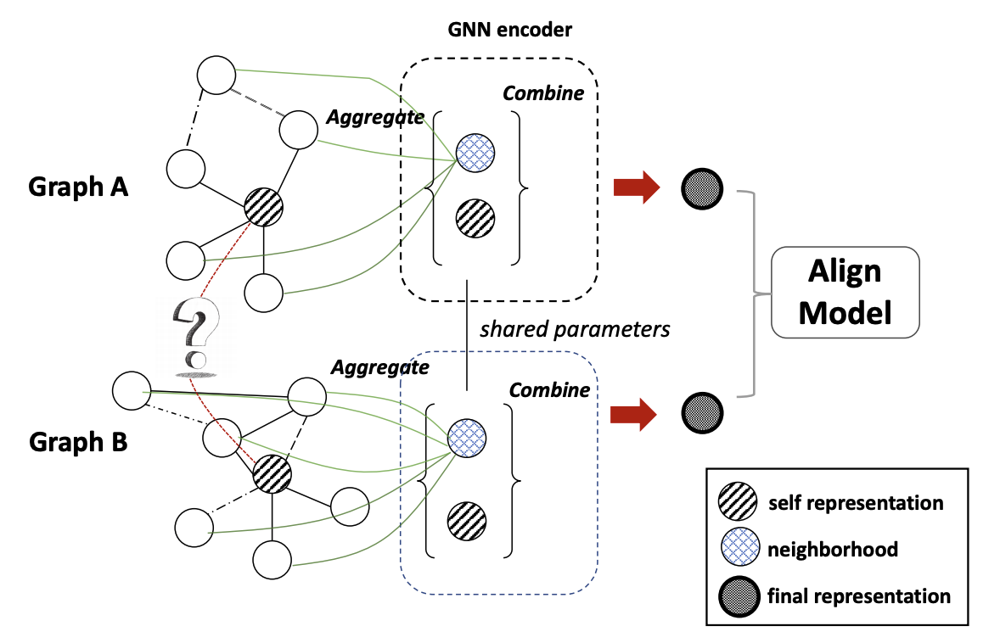 GNN encoder
Combine
Aggregate
Graph A
Align
Model
?
shared parameters
Aggregate
Combine
Graph B
self representation
neighborhood
final representation